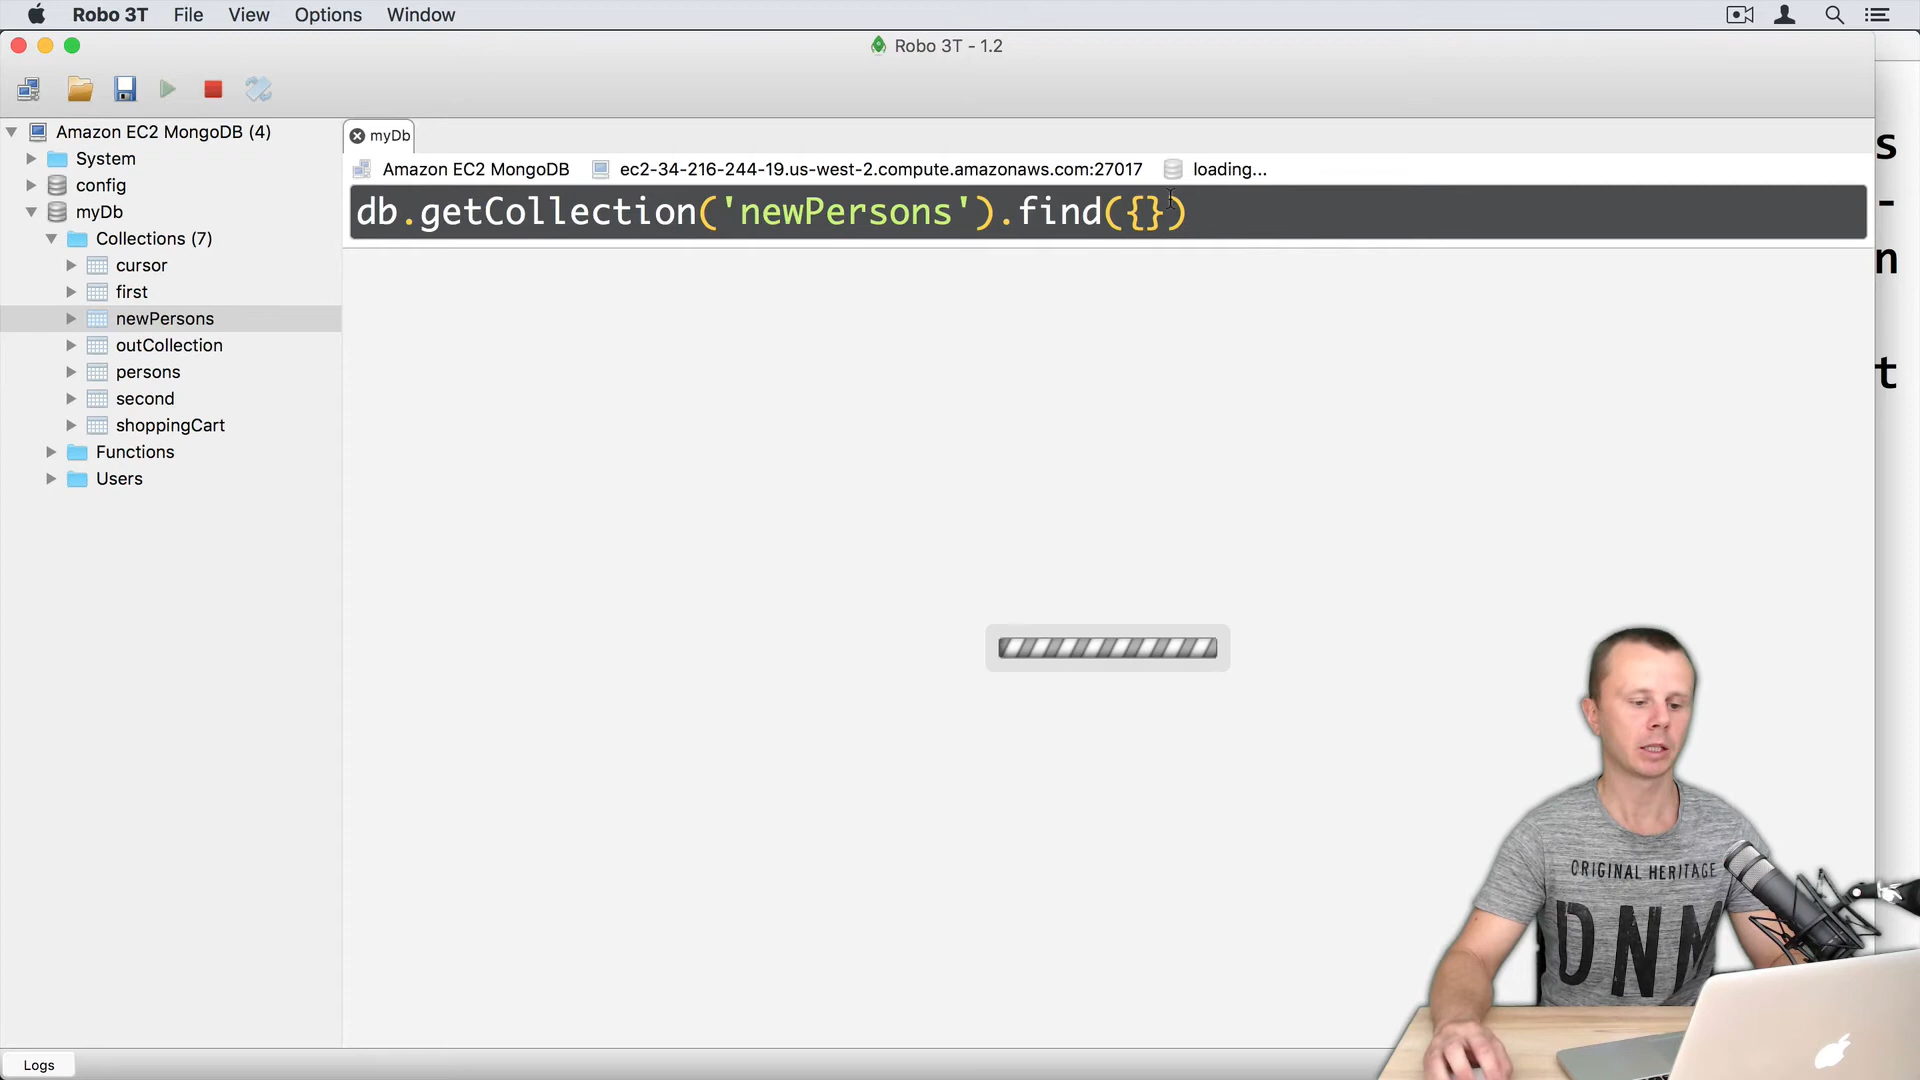 Robo 3T File View Options Window
Robo 3T - 1.2
Amazon EC2 MongoDB (4)
System
config
myDb
Collections (7)
cursor
first
newPersons
outCollection
persons
second
shoppingCart
Functions
Users
myDb
Amazon EC2 MongoDB ec2-34-216-244-19.us-west-2.compute.amazonaws.com:27017 loading...
db.getCollection('newPersons').find({})
s
-
n
t
ORIGINAL HERITAGE
DNM
Logs